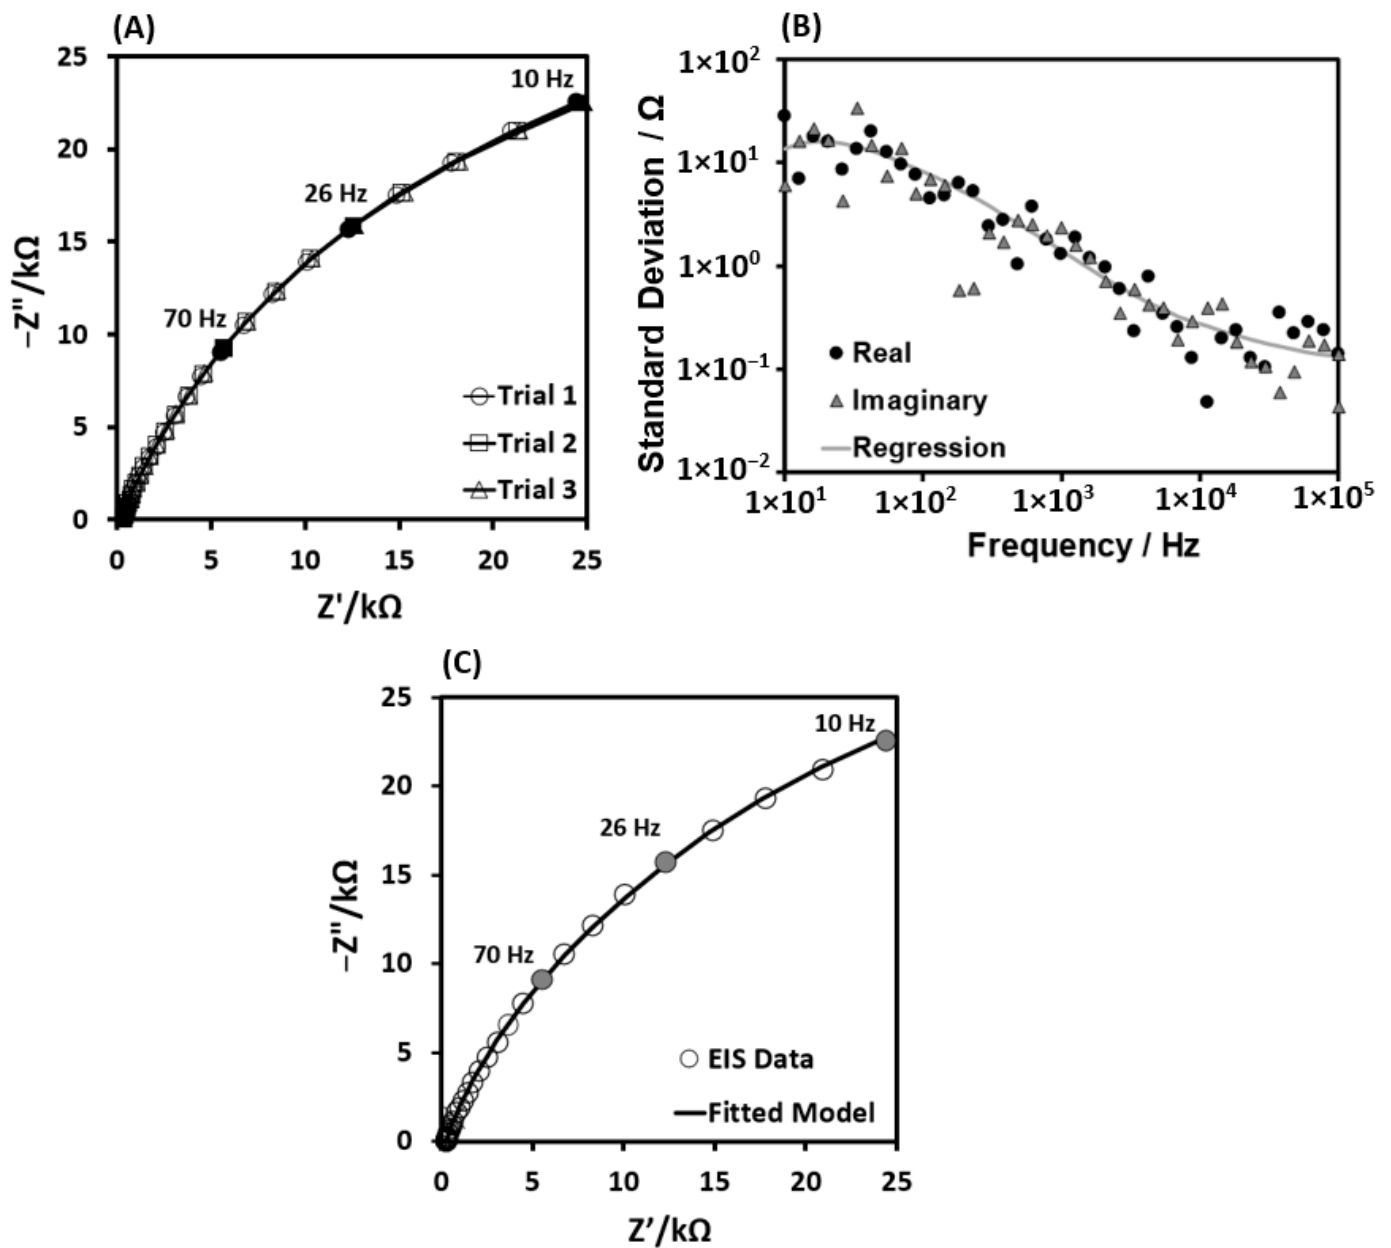 (A)
25
20
15
10
5
0
−Z"/kΩ
10 Hz
26 Hz
70 Hz
Trial 1
Trial 2
Trial 3
0 5 10 15 20 25
Z'/kΩ
(B)
1×10²
1×10¹
1×10⁰
1×10⁻¹
1×10⁻²
Standard Deviation / Ω
Real
Imaginary
Regression
1×10¹ 1×10² 1×10³ 1×10⁴ 1×10⁵
Frequency / Hz
(C)
25
20
15
10
5
0
−Z"/kΩ
10 Hz
26 Hz
70 Hz
EIS Data
Fitted Model
0 5 10 15 20 25
Z’/kΩ